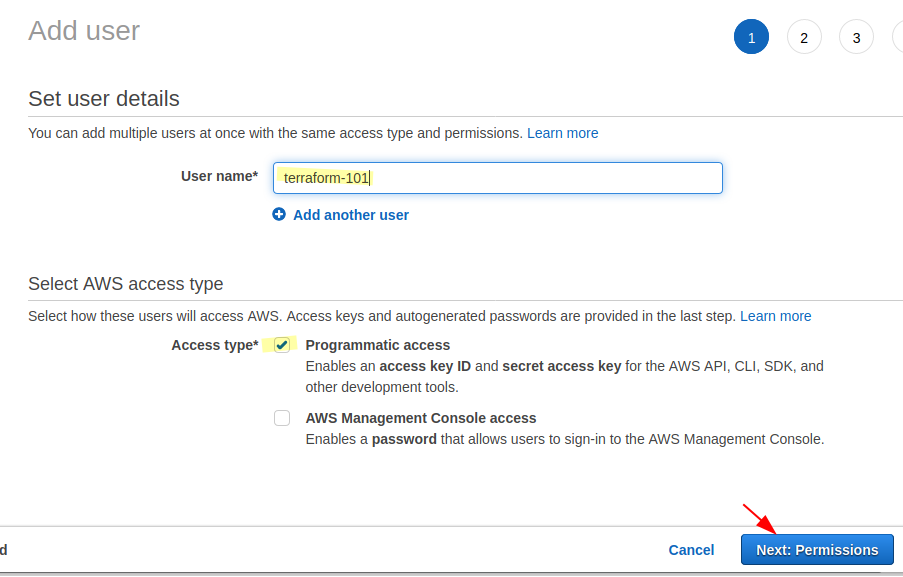 Add user
1 2 3
Set user details
You can add multiple users at once with the same access type and permissions. Learn more
User name* terraform-101
Add another user
Select AWS access type
Select how these users will access AWS. Access keys and autogenerated passwords are provided in the last step. Learn more
Access type* Programmatic access
Enables an access key ID and secret access key for the AWS API, CLI, SDK, and
other development tools.
AWS Management Console access
Enables a password that allows users to sign-in to the AWS Management Console.
d Cancel Next: Permissions